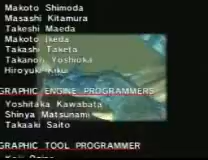 Makoto Shimoda
Masashi Kitamura
Takeshi Maeda
Makoto Ikeda
Takashi Taketa
Takanori Yoshioka
Hiroyuki Kikui
GRAPHIC ENGINE PROGRAMMERS
Yoshitaka Kawabata
Shinya Matsunami
Takaaki Saito
GRAPHIC TOOL PROGRAMMER